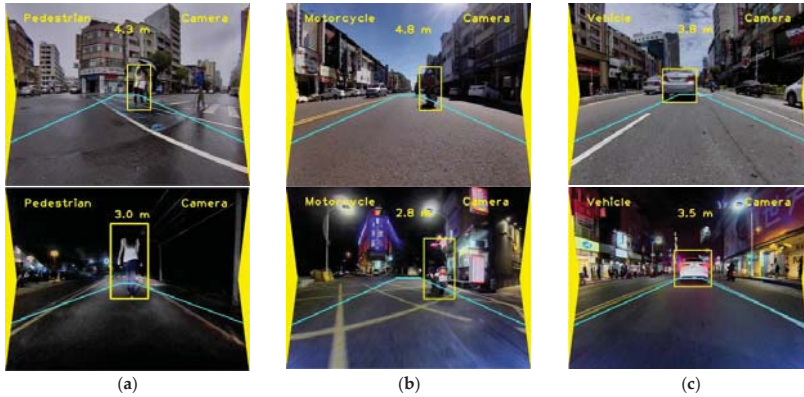 Pedestrian Camera
4.3 m
Motorcycle Camera
4.8 m
Vehicle Camera
3.8 m
Pedestrian Camera
3.0 m
Motorcycle Camera
2.8 m
Vehicle Camera
3.5 m
(a) (b) (c)